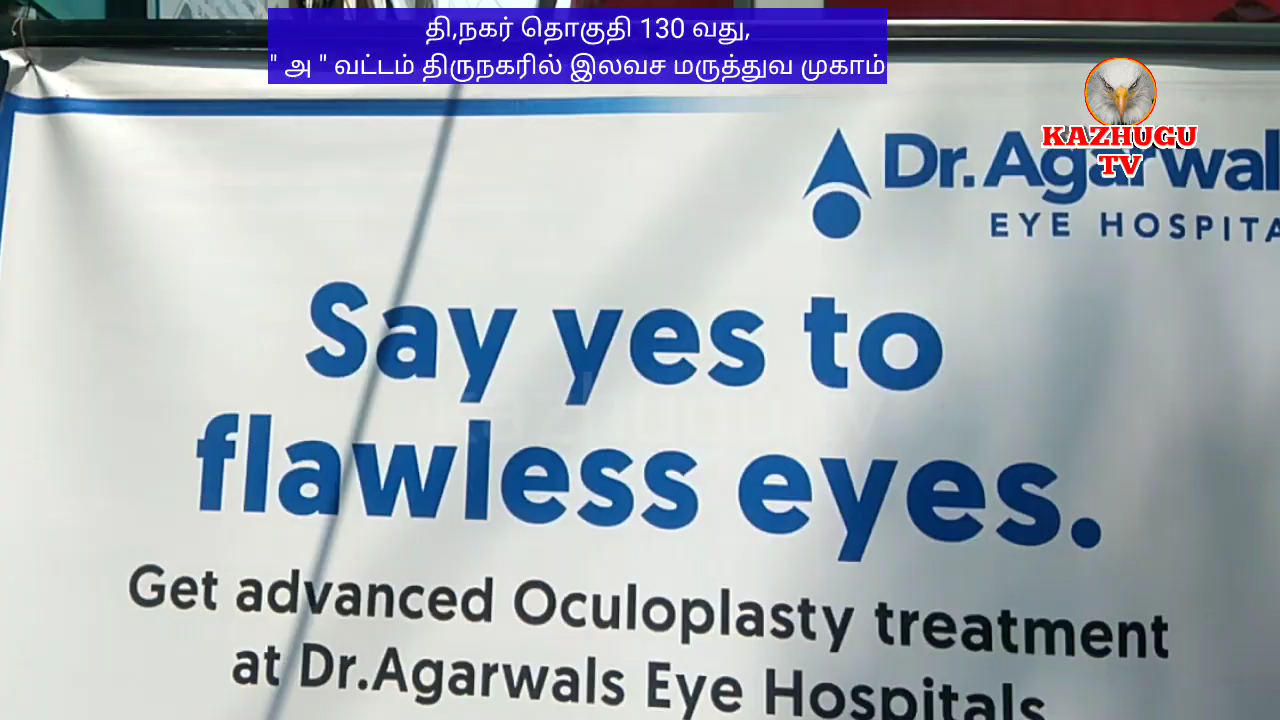 தி,நகர் தொகுதி 130 வது,
" அ " வட்டம் திருநகரில் இலவச மருத்துவ முகாம்
KAZHUGU
TV
Dr. Agarwal
EYE HOSPITA
Say yes to
flawless eyes.
Get advanced Oculoplasty treatment
at Dr.Agarwals Eye Hospitals